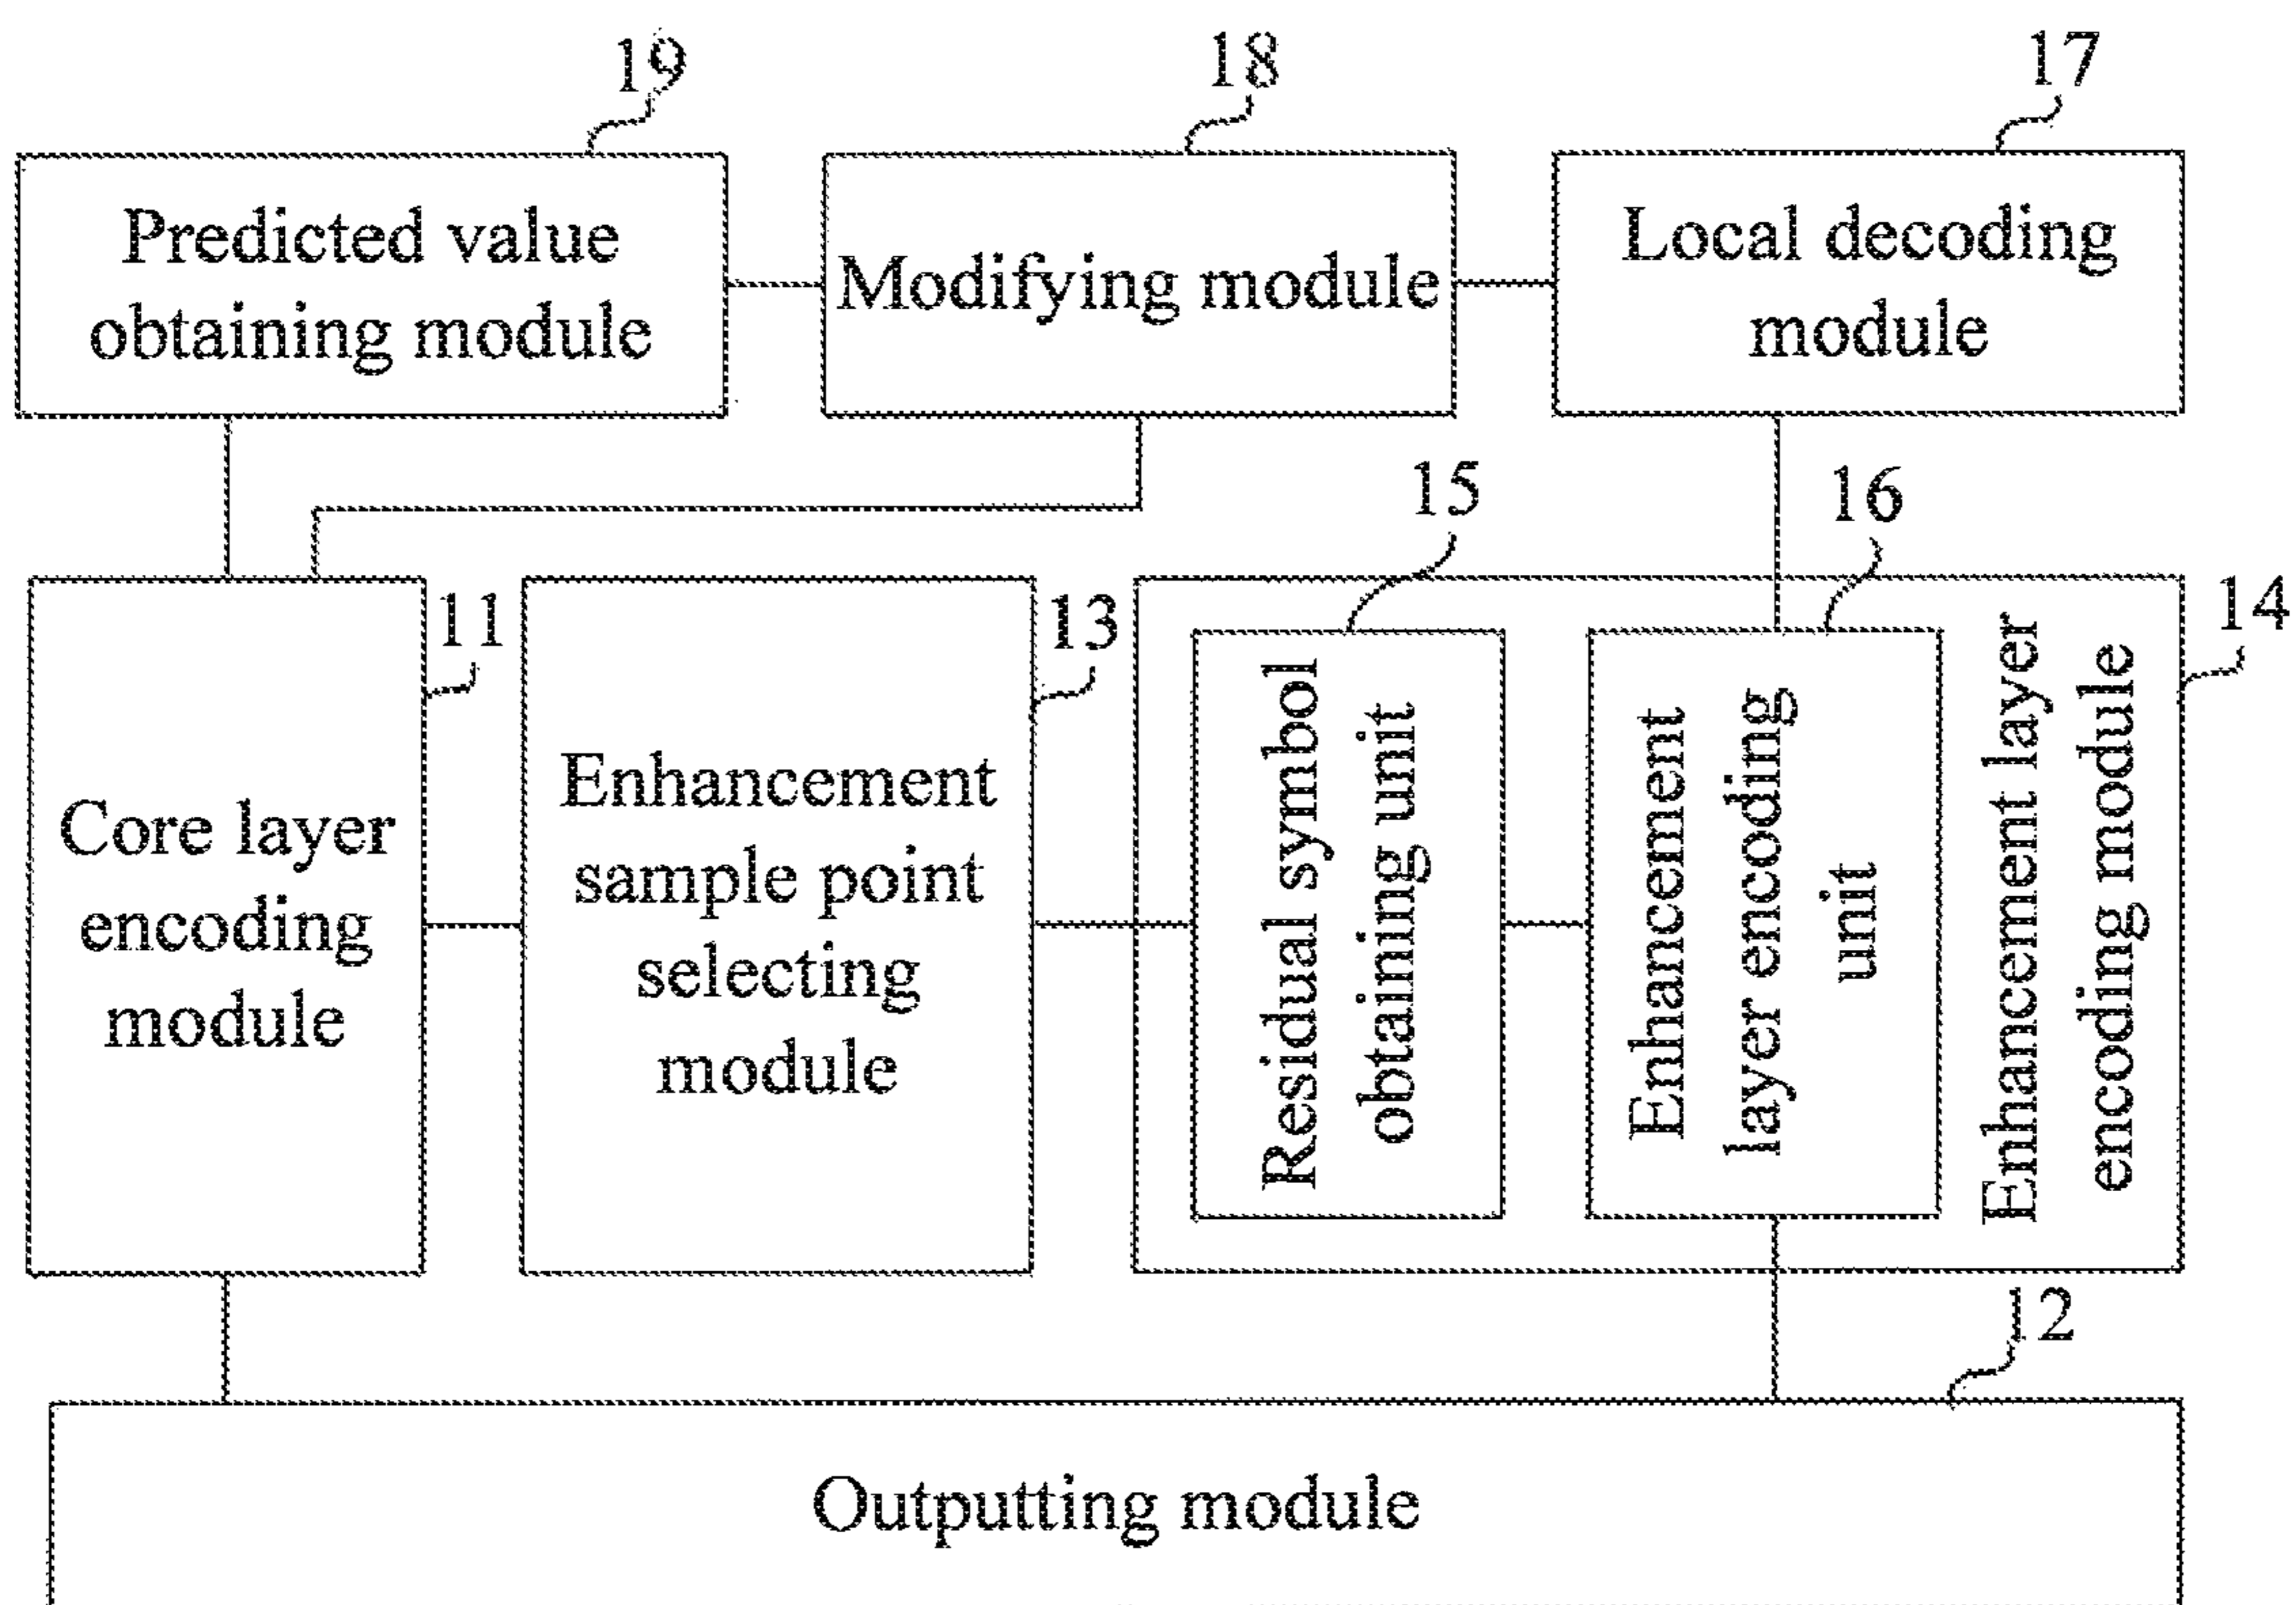 19
18
17
Predicted value
obtaining module
Modifying module
Local decoding
module
15
16
14
11
13
Core layer
encoding
module
Enhancement
sample point
selecting
module
Residual symbol
obtaining unit
Enhancement
layer encoding
unit
Enhancement layer
encoding module
12
Outputting module